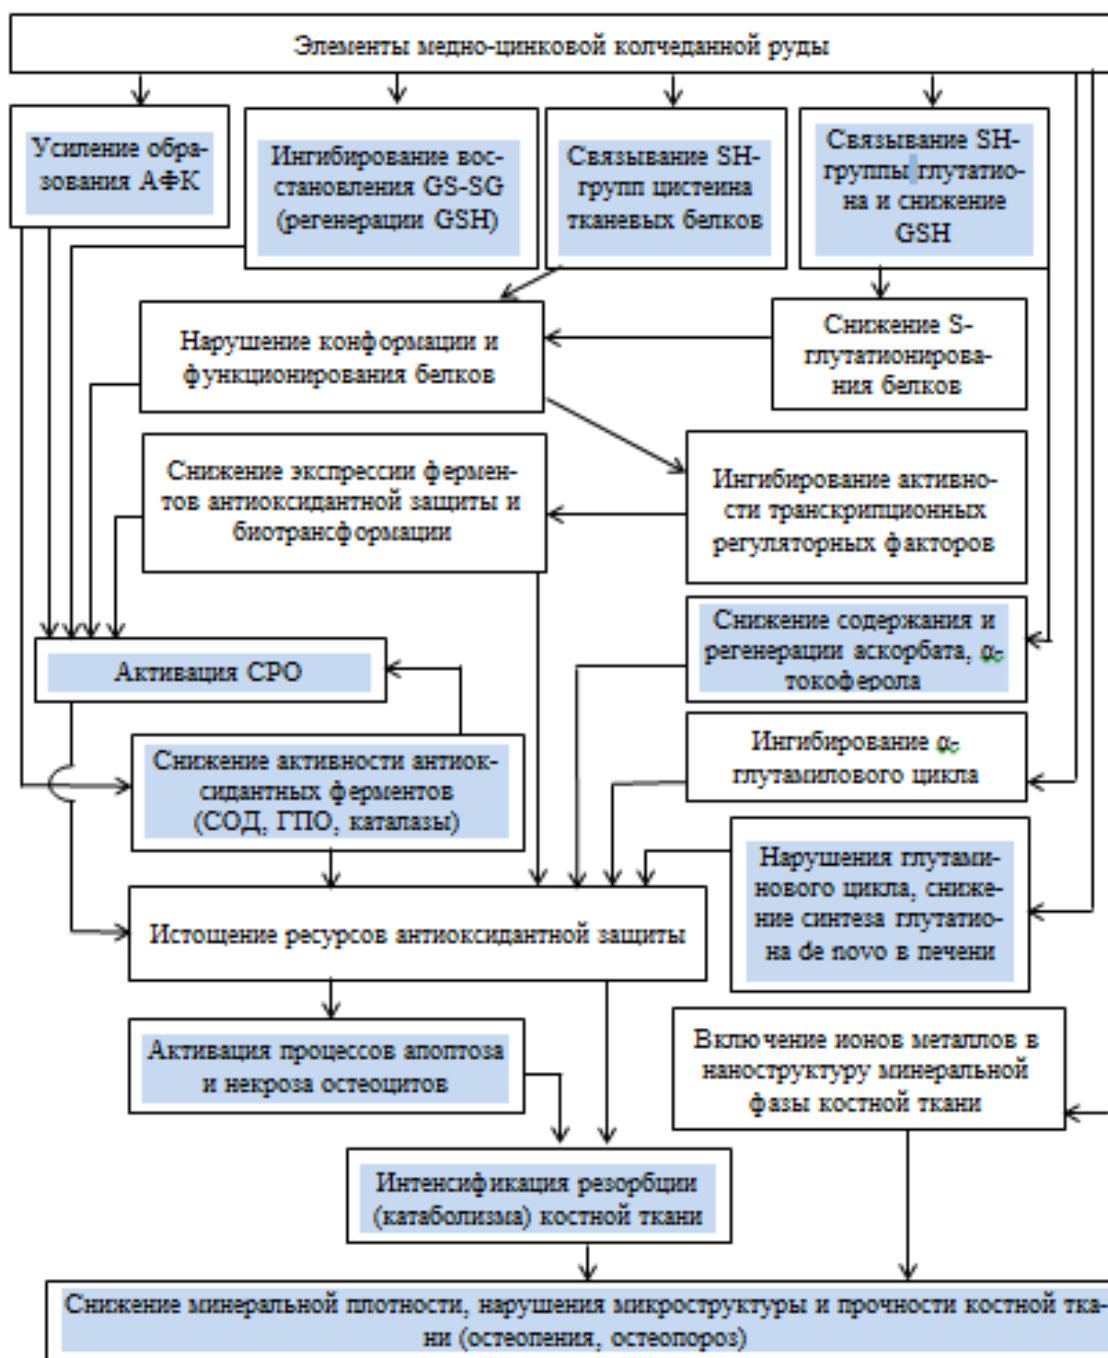 Элементы медно-цинковой колчеданной руды
Усиление обра-
зования АФК
Ингибирование вос-
становления GS-SG
(регенерации GSH)
Связывание SH-
групп цистеина
тканевых белков
Связывание SH-
группы глутатио-
на и снижение
GSH
Нарушение конформации и
функционирования белков
Снижение S-
глутатионирова-
ния белков
Снижение экспрессии фермен-
тов антиоксидантной защиты и
биотрансформации
Ингибирование активно-
сти транскрипционных
регуляторных факторов
Активация СРО
Снижение содержания и
регенерации аскорбата, α-
токоферола
Снижение активности антиок-
сидантных ферментов
(СОД, ГПО, каталазы)
Ингибирование α-
глутамилового цикла
Нарушения глутами-
нового цикла, сниже-
ние синтеза глутатио-
на de novo в печени
Истощение ресурсов антиоксидантной защиты
Активация процессов апоптоза
и некроза остеоцитов
Включение ионов металлов в
наноструктуру минеральной
фазы костной ткани
Интенсификация резорбции
(катаболизма) костной ткани
Снижение минеральной плотности, нарушения микроструктуры и прочности костной тка-
ни (остеопения, остеопороз)